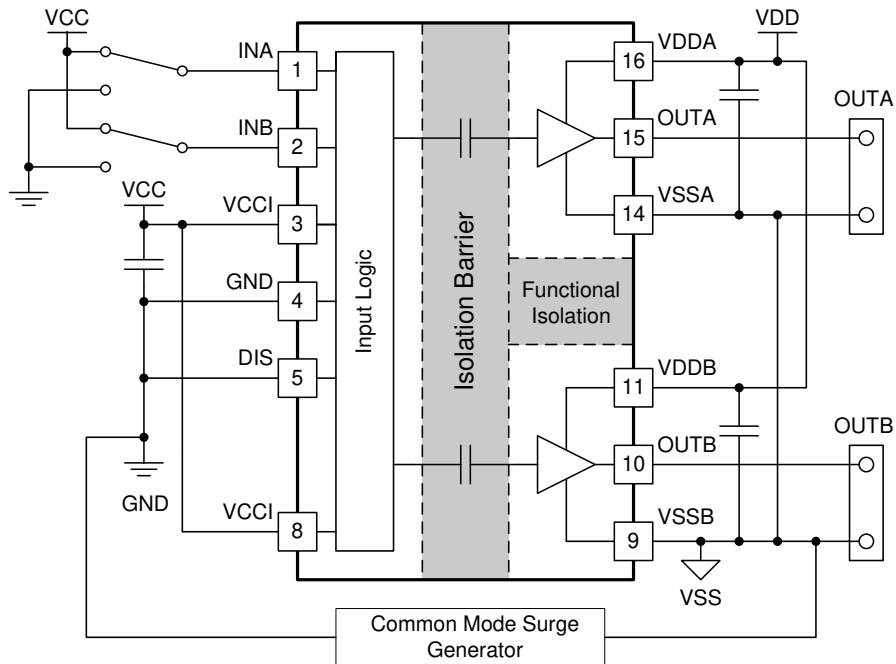 VCC
INA
1
INB
2
VCC
VCCI
3
GND
4
DIS
5
GND
VCCI
8
Input Logic
Isolation Barrier
Functional
Isolation
16
VDDA
VDD
15
OUTA
OUTA
14
VSSA
11
VDDB
10
OUTB
OUTB
9
VSSB
VSS
Common Mode Surge
Generator